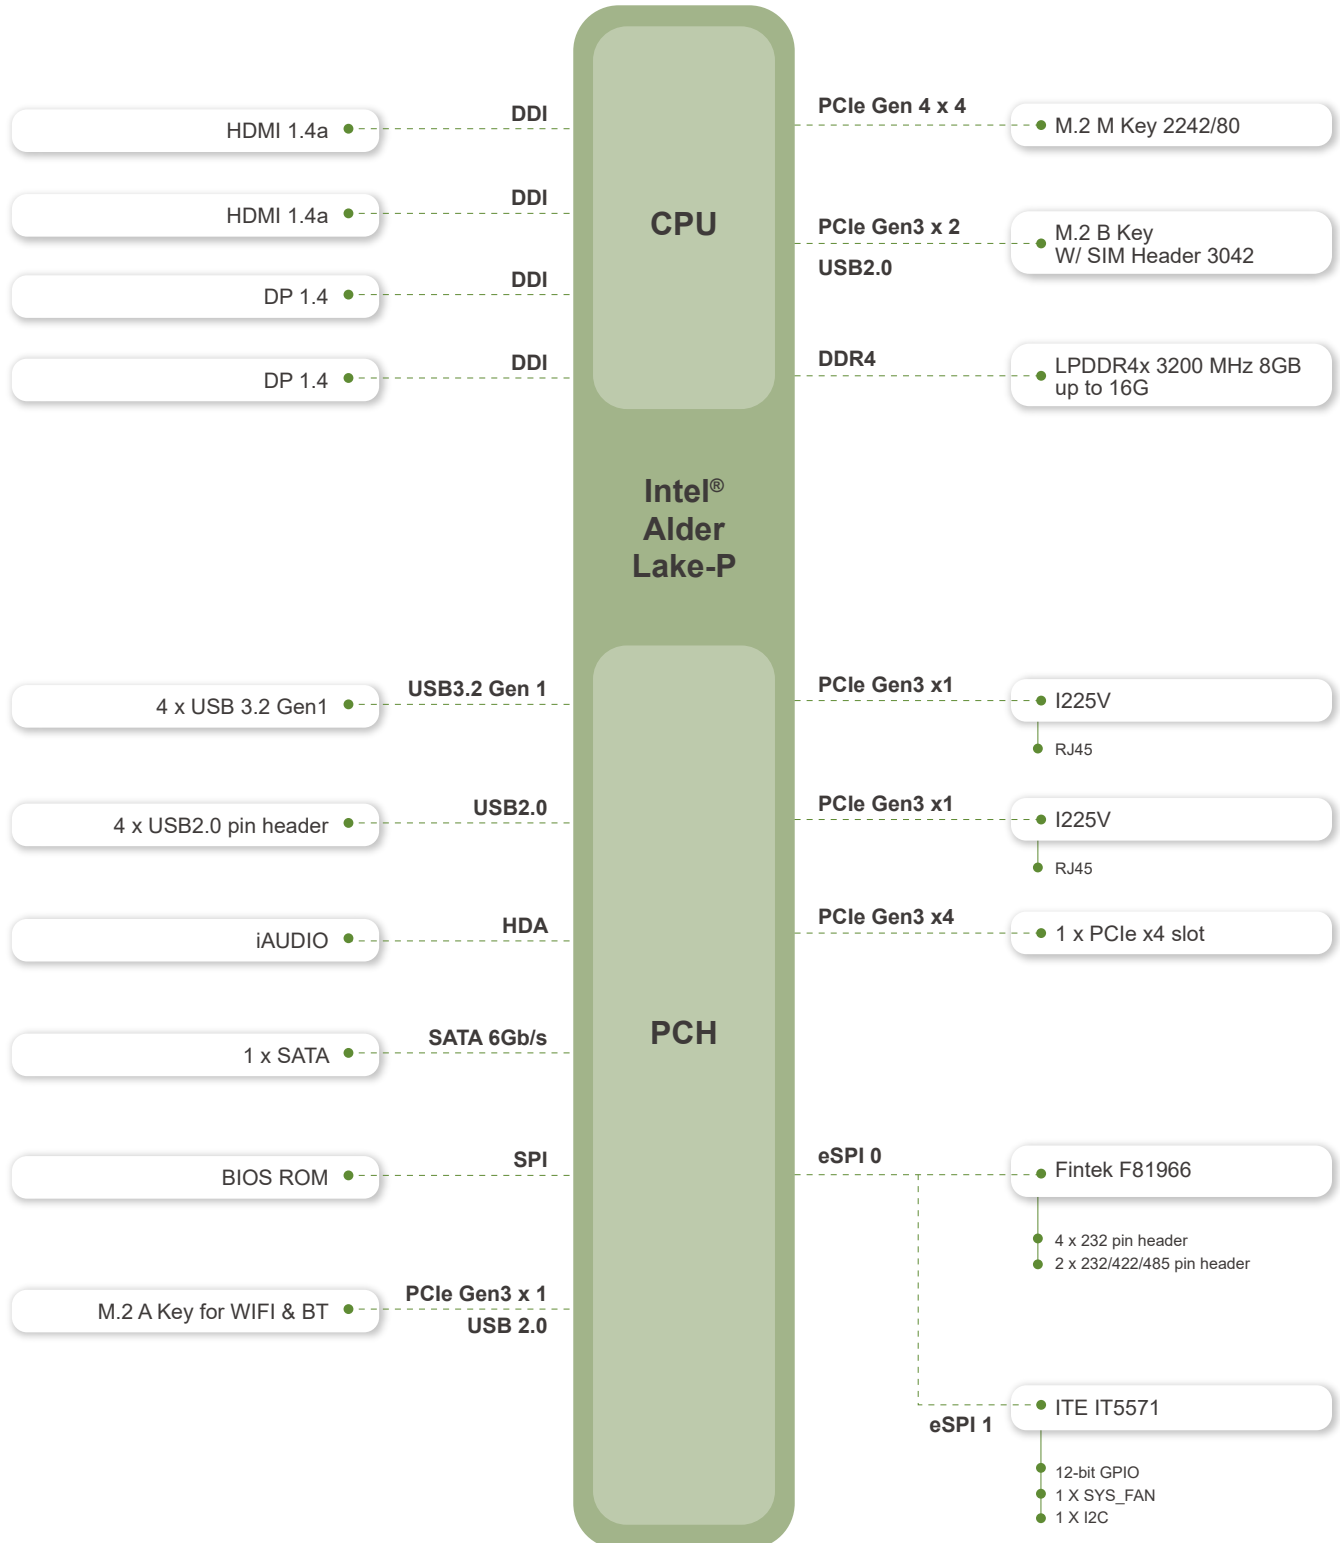 DDI
HDMI 1.4a
DDI
HDMI 1.4a
DDI
DP 1.4
DDI
DP 1.4
CPU
PCIe Gen 4 x 4
M.2 M Key 2242/80
PCIe Gen3 x 2
USB2.0
M.2 B Key
W/ SIM Header 3042
DDR4
LPDDR4x 3200 MHz 8GB
up to 16G
Intel®
Alder
Lake-P
USB3.2 Gen 1
4 x USB 3.2 Gen1
USB2.0
4 x USB2.0 pin header
HDA
iAUDIO
SATA 6Gb/s
1 x SATA
SPI
BIOS ROM
PCIe Gen3 x 1
USB 2.0
M.2 A Key for WIFI & BT
PCH
PCIe Gen3 x1
I225V
RJ45
PCIe Gen3 x1
I225V
RJ45
PCIe Gen3 x4
1 x PCIe x4 slot
eSPI 0
Fintek F81966
4 x 232 pin header
2 x 232/422/485 pin header
eSPI 1
ITE IT5571
12-bit GPIO
1 X SYS_FAN
1 X I2C